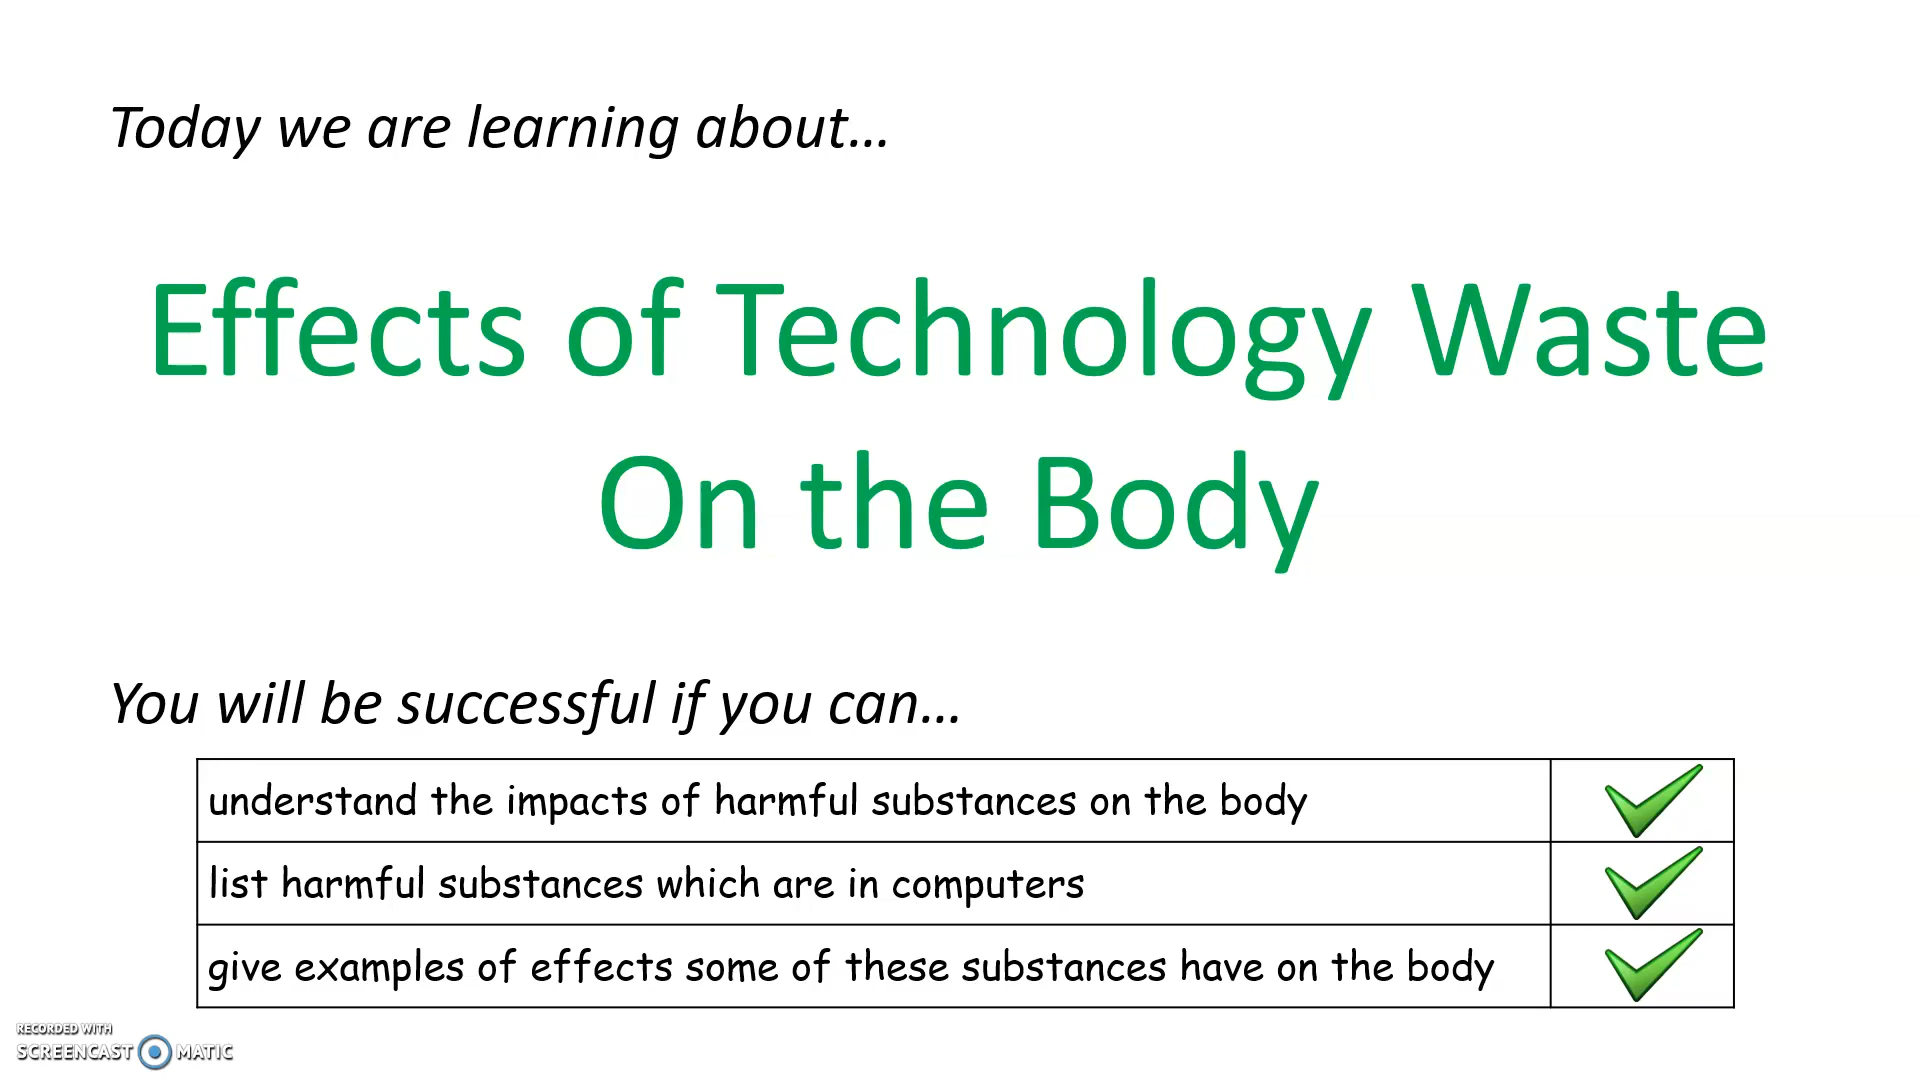 Today we are learning about...
Effects of Technology Waste
On the Body
You will be successful if you can...
understand the impacts of harmful substances on the body
list harmful substances which are in computers
give examples of effects some of these substances have on the body
RECORDED WITH
SCREENCAST MATIC